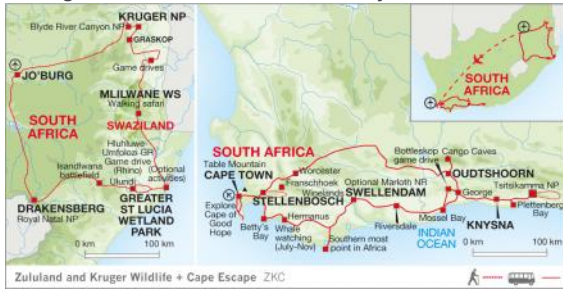 KRUGER NP
Blyde River Canyon NP
GRASKOP
Game drives
JO'BURG
MLILWANE WS
Walking safari
SOUTH
AFRICA
SWAZILAND
Hluhluwe-
Umfolozi GR
Game drive
(Rhino)
Isandlwana
battlefield
Ulundi
(Optional
activities)
DRAKENSBERG
Royal Natal NP
GREATER
ST LUCIA
WETLAND
PARK
0 km
100 km
SOUTH
AFRICA
SOUTH AFRICA
Table Mountain
CAPE TOWN
Worcester
Franschhoek
Winelands
STELLENBOSCH
Explore
Cape of
Good
Hope
Betty's
Bay
Hermanus
Whale
watching
(July-Nov)
Southern most
point in Africa
Optional Marloth NR
SWELLENDAM
Riversdale
Bottleskop
game drive
Cango Caves
OUDTSHOORN
George
Mossel Bay
Tsitsikamma NP
Plettenberg
Bay
KNYSNA
INDIAN
OCEAN
0 km
100 km
Zululand and Kruger Wildlife + Cape Escape ZKC